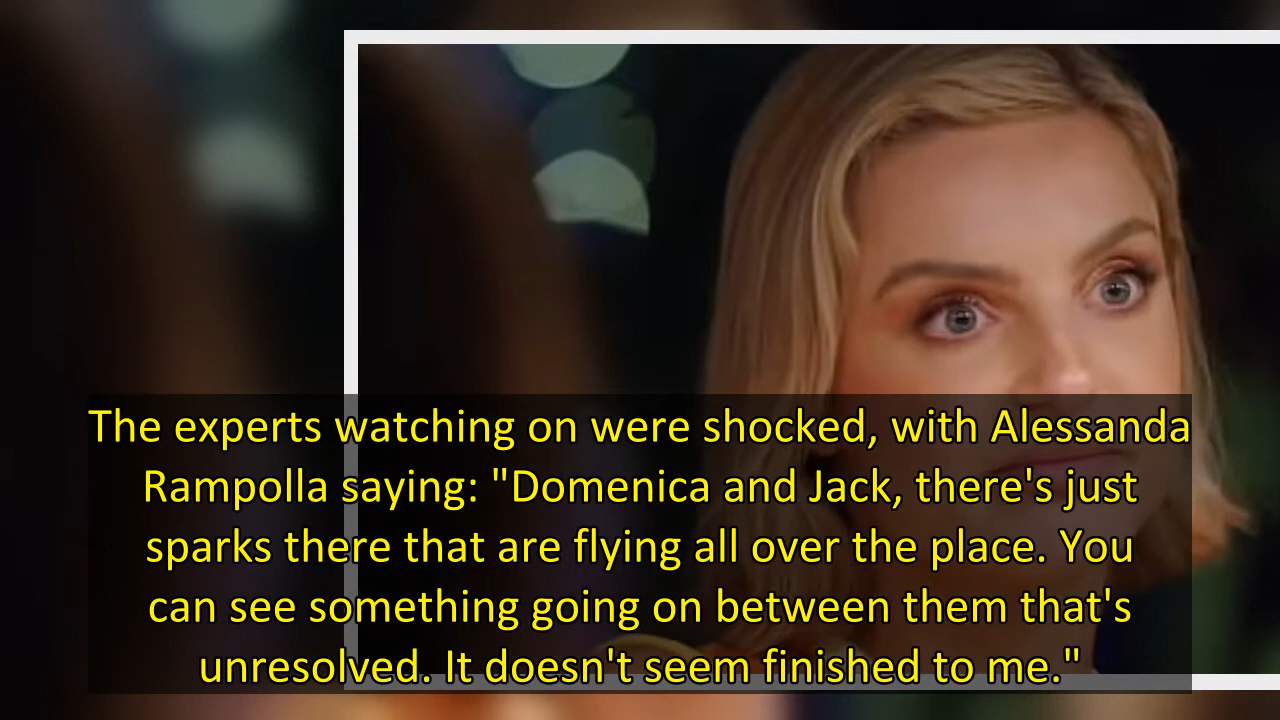 The experts watching on were shocked, with Alessanda
Rampolla saying: "Domenica and Jack, there's just
sparks there that are flying all over the place. You
can see something going on between them that's
unresolved. It doesn't seem finished to me."